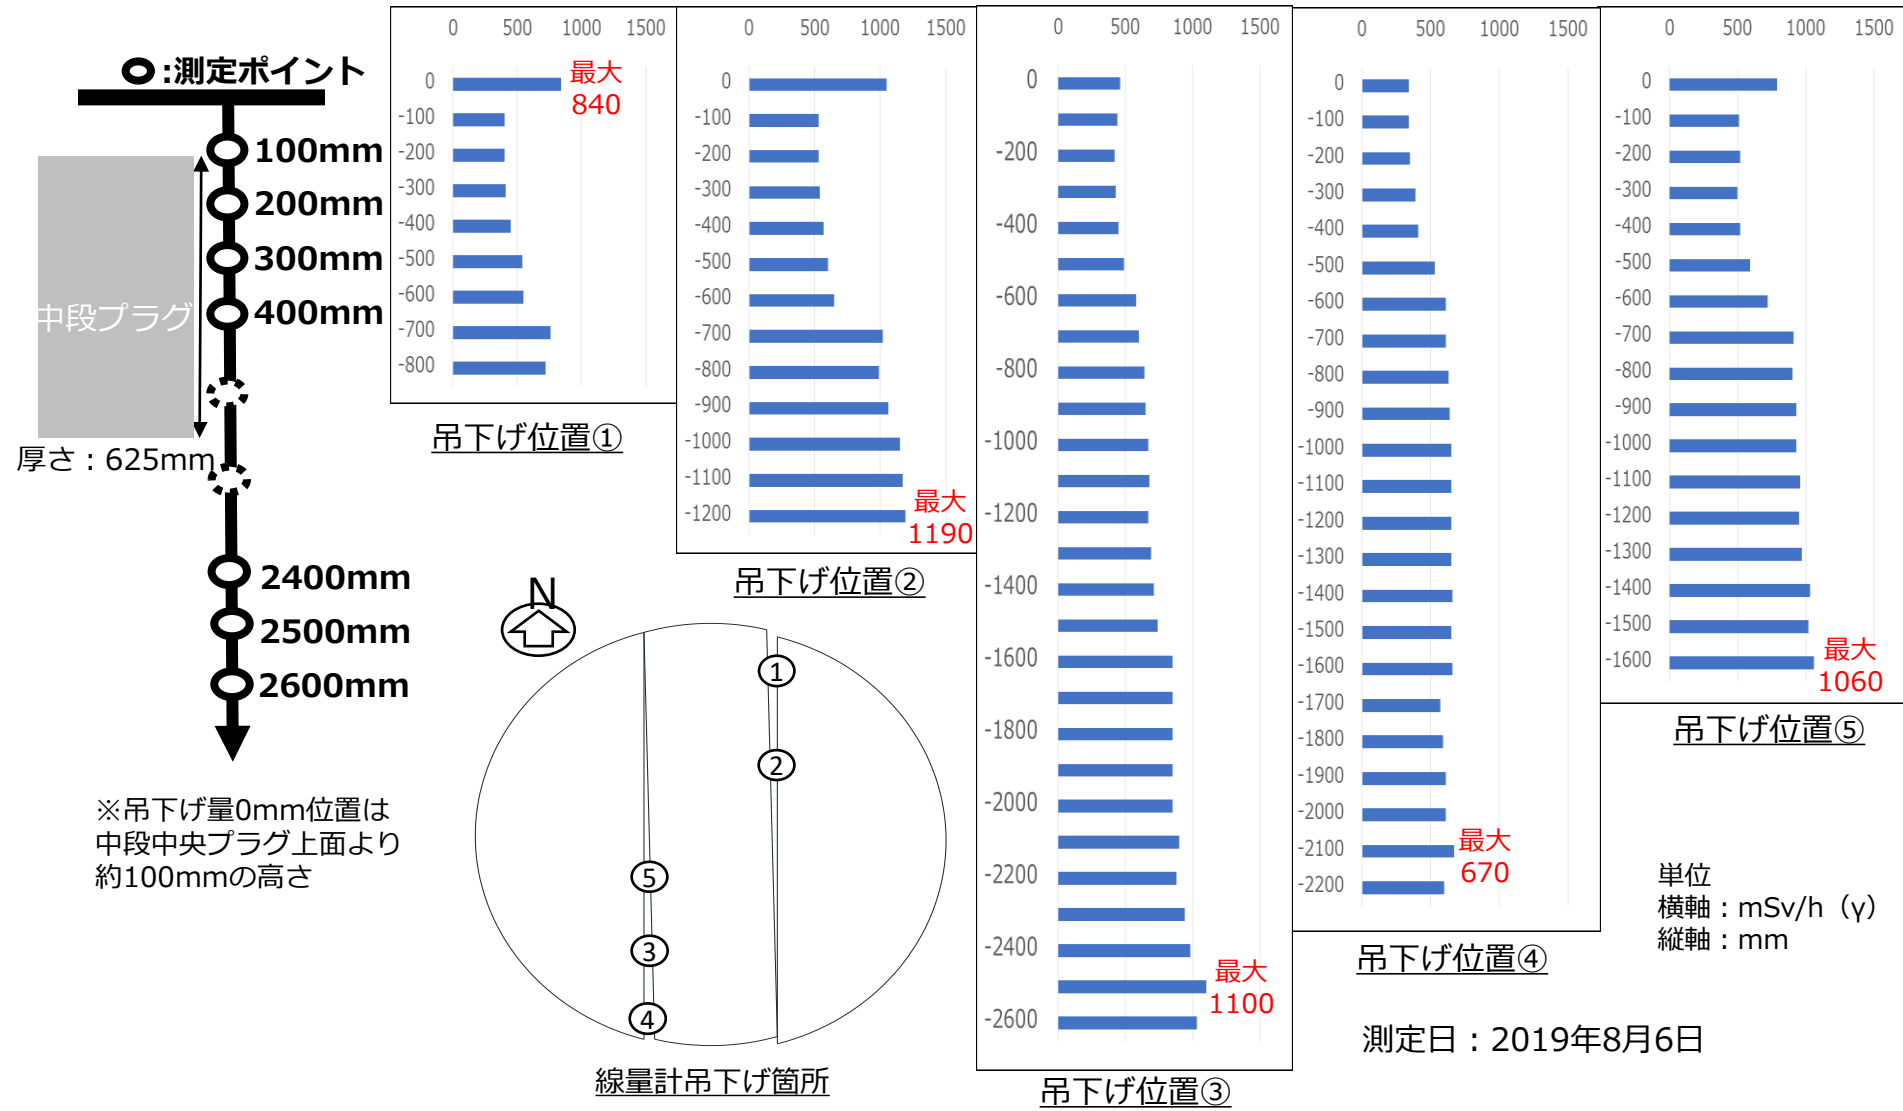 :測定ポイント
100mm
200mm
300mm
400mm
中段プラグ
厚さ：625mm
2400mm
2500mm
2600mm
※吊下げ量0mm位置は
中段中央プラグ上面より
約100mmの高さ
0 500 1000 1500
0
-100
-200
-300
-400
-500
-600
-700
-800
最大
840
吊下げ位置①
0 500 1000 1500
0
-100
-200
-300
-400
-500
-600
-700
-800
-900
-1000
-1100
-1200
最大
1190
吊下げ位置②
0 500 1000 1500
0
-200
-400
-600
-800
-1000
-1200
-1400
-1600
-1800
-2000
-2200
-2400
-2600
最大
1100
吊下げ位置③
0 500 1000 1500
0
-100
-200
-300
-400
-500
-600
-700
-800
-900
-1000
-1100
-1200
-1300
-1400
-1500
-1600
-1700
-1800
-1900
-2000
-2100
-2200
最大
670
吊下げ位置④
0 500 1000 1500
0
-100
-200
-300
-400
-500
-600
-700
-800
-900
-1000
-1100
-1200
-1300
-1400
-1500
-1600
最大
1060
吊下げ位置⑤
N
①
②
⑤
③
④
線量計吊下げ箇所
単位
横軸：mSv/h（γ）
縦軸：mm
測定日：2019年8月6日